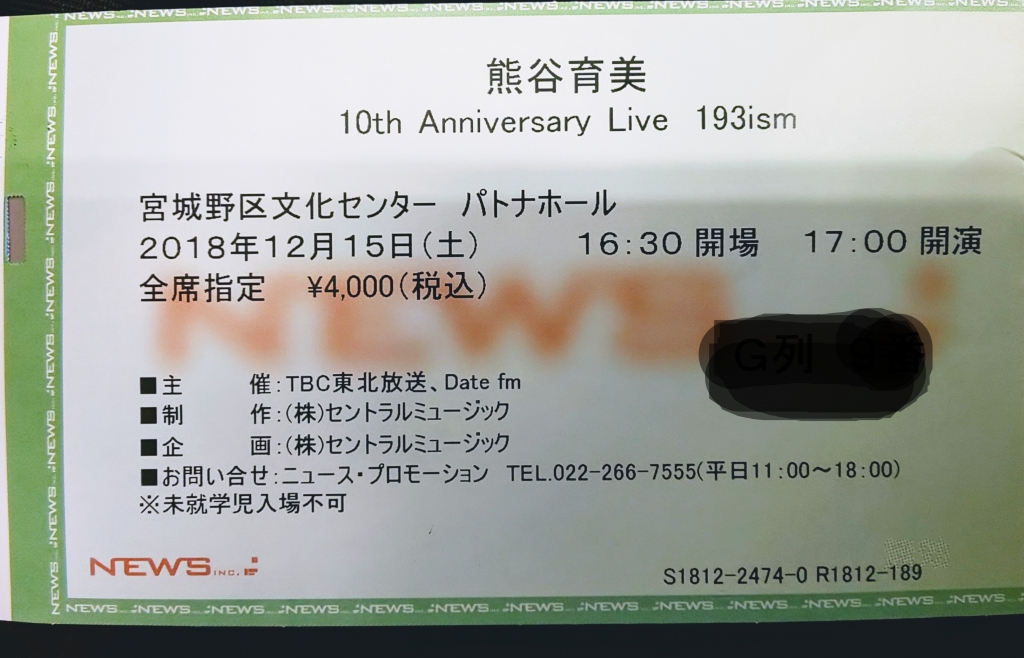 熊谷育美
10th Anniversary Live 193ism
宮城野区文化センター パトナホール
2018年12月15日(土) 16:30 開場 17:00 開演
全席指定 ¥4,000(税込)
■主 催:TBC東北放送、Date fm
■制 作:(株)セントラルミュージック
■企 画:(株)セントラルミュージック
■お問い合せ:ニュース・プロモーション TEL.022-266-7555(平日11:00～18:00)
※未就学児入場不可
NEWS INC.
S1812-2474-0 R1812-189